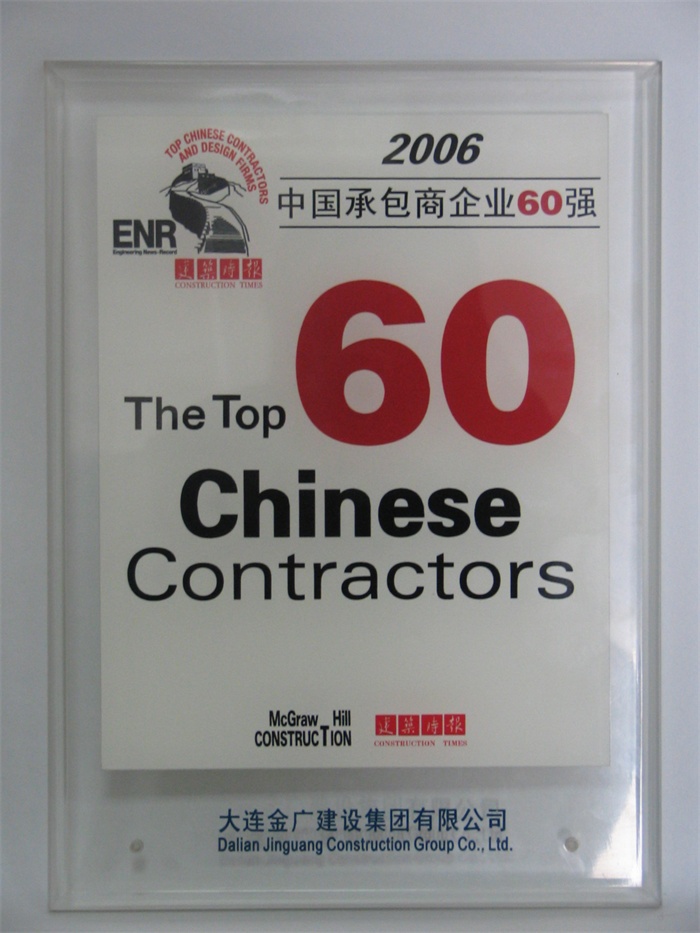 2006
TOP CHINESE CONTRACTORS
AND DESIGN FIRMS
中国承包商企业60强
ENR
Engineering News-Record
建筑时报
CONSTRUCTION TIMES
The Top 60
Chinese
Contractors
McGraw Hill
CONSTRUCTION
建筑时报
CONSTRUCTION TIMES
大连金广建设集团有限公司
Dalian Jinguang Construction Group Co., Ltd.